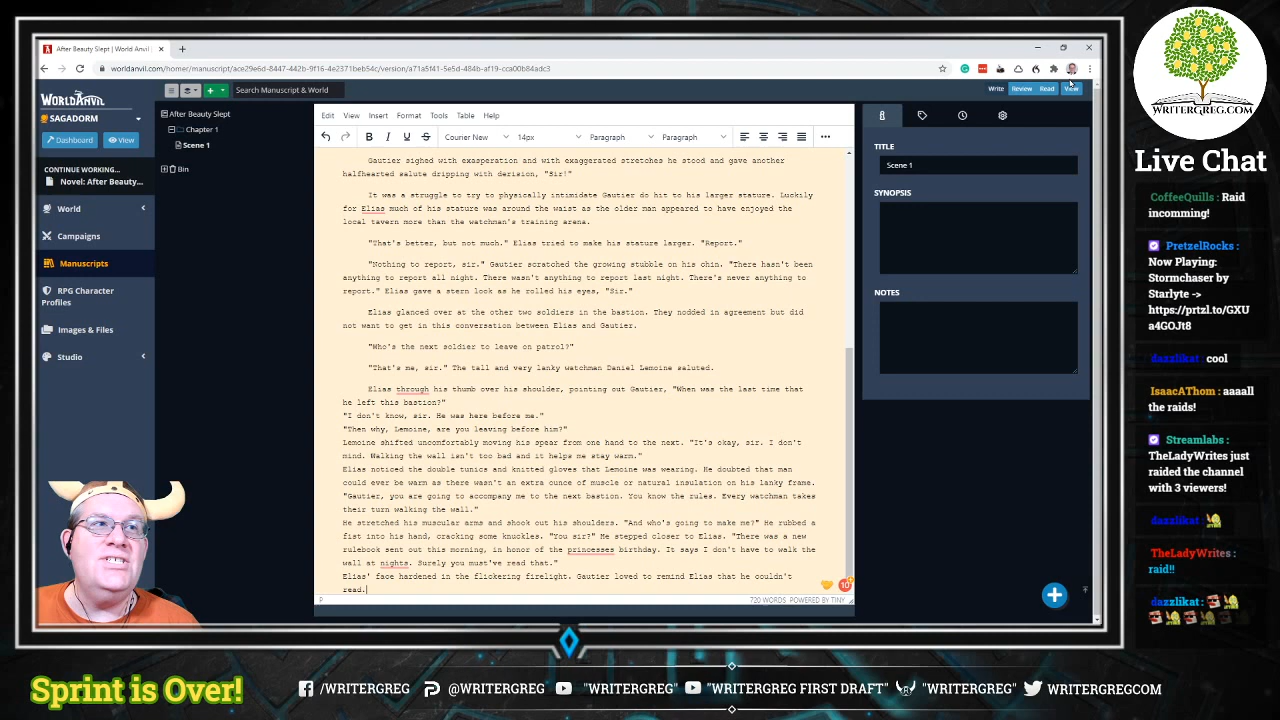 After Beauty Slept | World Anvil
worldanvil.com/homer/manuscript/ace29e6d-8447-442b-9f16-4e2371beb54c/version/a71a5f41-5e5d-484b-af19-cca00b84adc3
WORLDANVIL
SAGADORM
Dashboard
View
CONTINUE WORKING...
Novel: After Beauty...
World
Campaigns
Manuscripts
RPG Character
Profiles
Images & Files
Studio
Search Manuscript & World
Write
Review
Read
View
After Beauty Slept
Chapter 1
Scene 1
Bin
Edit View Insert Format Tools Table Help
Courier New 14px Paragraph Paragraph
Gautier sighed with exasperation and with exaggerated stretches he stood and gave another
halfhearted salute dripping with derision, "Sir!"
It was a struggle to try to physically intimidate Gautier do hit to his larger stature. Luckily
for Elias much of his stature was around the waist as the older man appeared to have enjoyed the
local tavern more than the watchman's training arena.
"That's better, but not much." Elias tried to make his stature larger. "Report."
"Nothing to report, sir." Gautier scratched the growing stubble on his chin. "There hasn't been
anything to report all night. There wasn't anything to report last night. There's never anything to
report." Elias gave a stern look as he rolled his eyes, "Sir."
Elias glanced over at the other two soldiers in the bastion. They nodded in agreement but did
not want to get in this conversation between Elias and Gautier.
"Who's the next soldier to leave on patrol?"
"That's me, sir." The tall and very lanky watchman Daniel Lemoine saluted.
Elias through his thumb over his shoulder, pointing out Gautier, "When was the last time that
he left this bastion?"
"I don't know, sir. He was here before me."
"Then why, Lemoine, are you leaving before him?"
Lemoine shifted uncomfortably moving his spear from one hand to the next. "It's okay, sir. I don't
mind. Walking the wall isn't too bad and it helps me stay warm."
Elias noticed the double tunics and knitted gloves that Lemoine was wearing. He doubted that man
could ever be warm as there wasn't an extra ounce of muscle or natural insulation on his lanky frame.
"Gautier, you are going to accompany me to the next bastion. You know the rules. Every watchman takes
their turn walking the wall."
He stretched his muscular arms and shook out his shoulders. "And who's going to make me?" He rubbed a
fist into his hand, cracking some knuckles. "You sir?" He stepped closer to Elias. "There was a new
rulebook sent out this morning, in honor of the princesses birthday. It says I don't have to walk the
wall at nights. Surely you must've read that."
Elias' face hardened in the flickering firelight. Gautier loved to remind Elias that he couldn't
read.
P
720 WORDS POWERED BY TINY
TITLE
Scene 1
SYNOPSIS
NOTES
WRITERGREG.COM
Live Chat
CoffeeQuills : Raid
incomming!
PretzelRocks :
Now Playing:
Stormchaser by
Starlyte ->
https://prtzl.to/GXU
a4GOJt8
dazzlikat : cool
IsaacAThom : aaaall
the raids!
Streamlabs :
TheLadyWrites just
raided the channel
with 3 viewers!
dazzlikat :
TheLadyWrites :
raid!!
dazzlikat :
Sprint is Over!
/WRITERGREG
@WRITERGREG
"WRITERGREG"
"WRITERGREG FIRST DRAFT"
"WRITERGREG"
WRITERGREGCOM